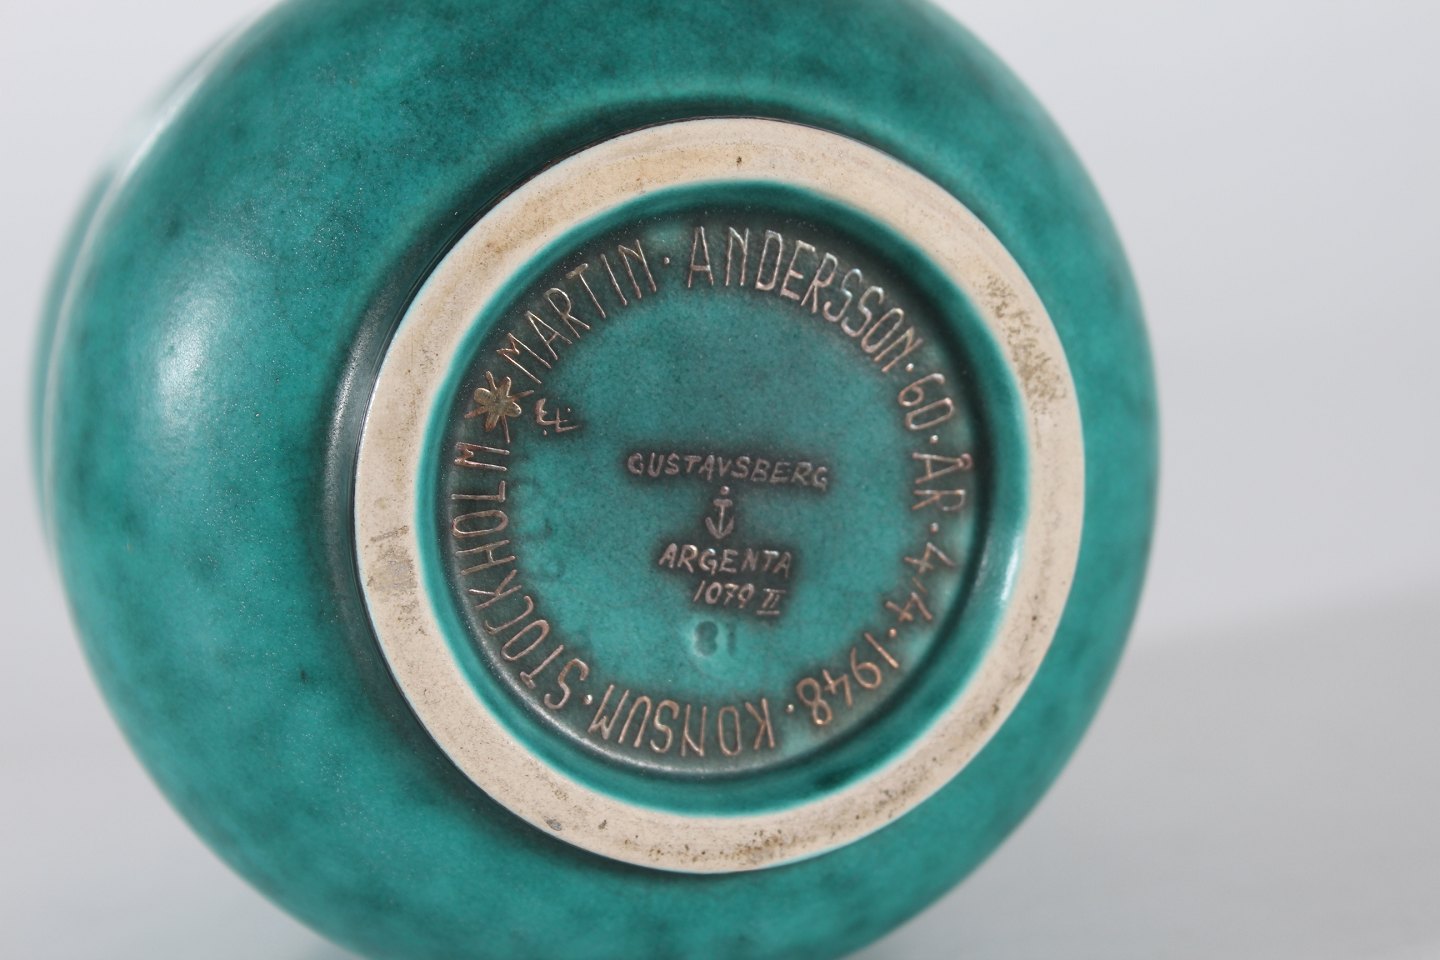 MARTIN · ANDERSSON · 60 · ÅR · 4 · 4 · 1948 · KONSUM · STOCKHOLM
GUSTAVSBERG
ARGENTA
1079 II
81